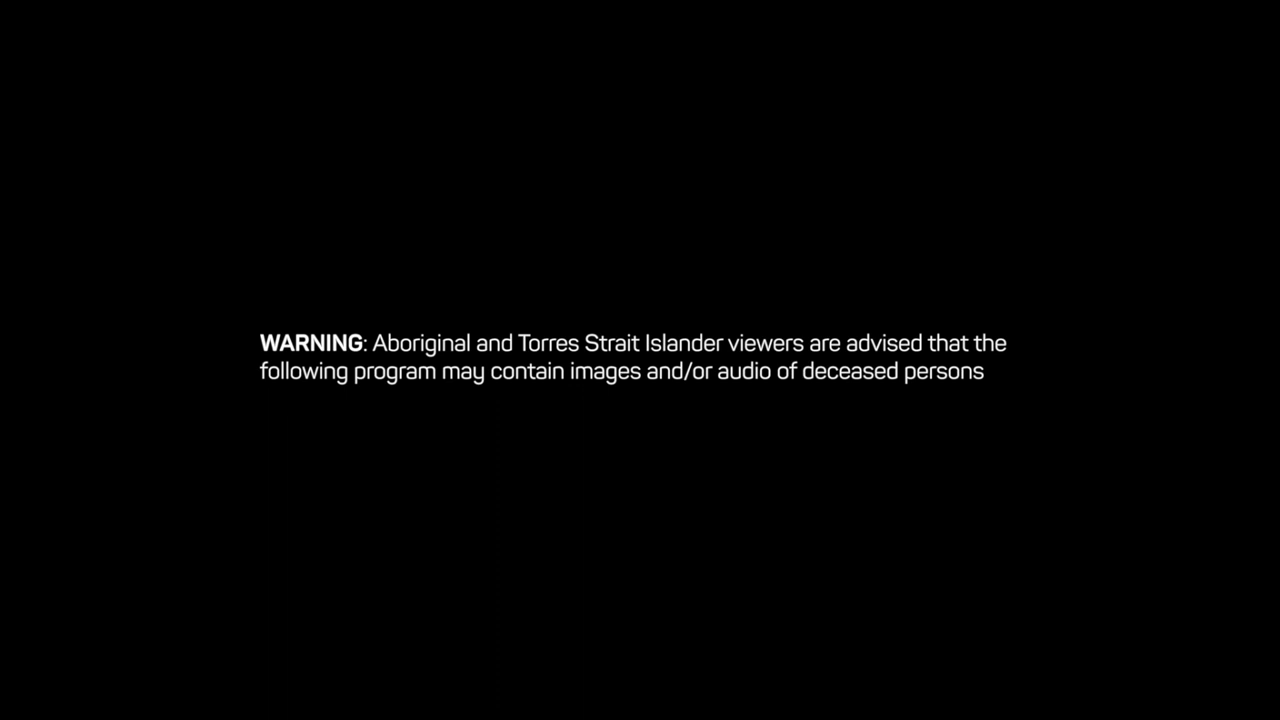 WARNING: Aboriginal and Torres Strait Islander viewers are advised that the
following program may contain images and/or audio of deceased persons